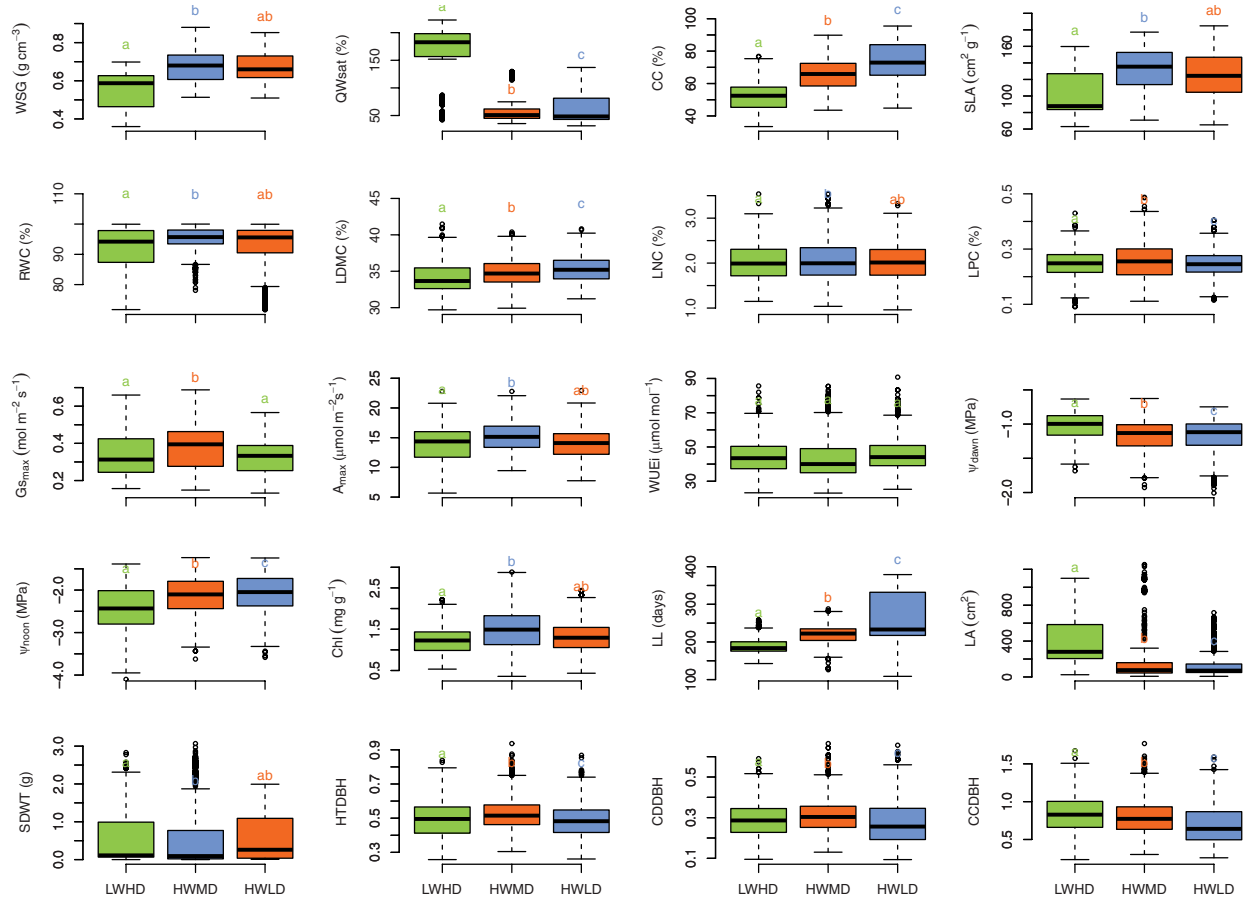 WSG (g cm−3)
0.4 0.6 0.8
a b ab
QWsat (%)
50 150
a b c
CC (%)
40 60 80 100
a b c
SLA (cm2 g−1)
60 100 160
a b ab
RWC (%)
80 90 110
a b ab
LDMC (%)
30 35 40 45
a b c
LNC (%)
1.0 2.0 3.0
a b ab
LPC (%)
0.1 0.3 0.5
a b
Gsmax (mol m−2 s−1)
0.2 0.4 0.6
a b a
Amax (μmol m−2s−1)
5 10 15 20 25
a b ab
WUEi (μmol mol−1)
30 50 70 90
a a a
ψdawn (MPa)
−2.0 −1.0
a b c
ψnoon (MPa)
−4.0 −3.0 −2.0
a b c
Chl (mg g−1)
0.5 1.5 2.5
a b ab
LL (days)
100 200 300 400
a b c
LA (cm2)
0 400 800
a
SDWT (g)
0.0 1.0 2.0 3.0
a ab
LWHD HWMD HWLD
HTDBH
0.3 0.5 0.7 0.9
a b c
LWHD HWMD HWLD
CDDBH
0.1 0.3 0.5
LWHD HWMD HWLD
CCDBH
0.5 1.0 1.5
LWHD HWMD HWLD